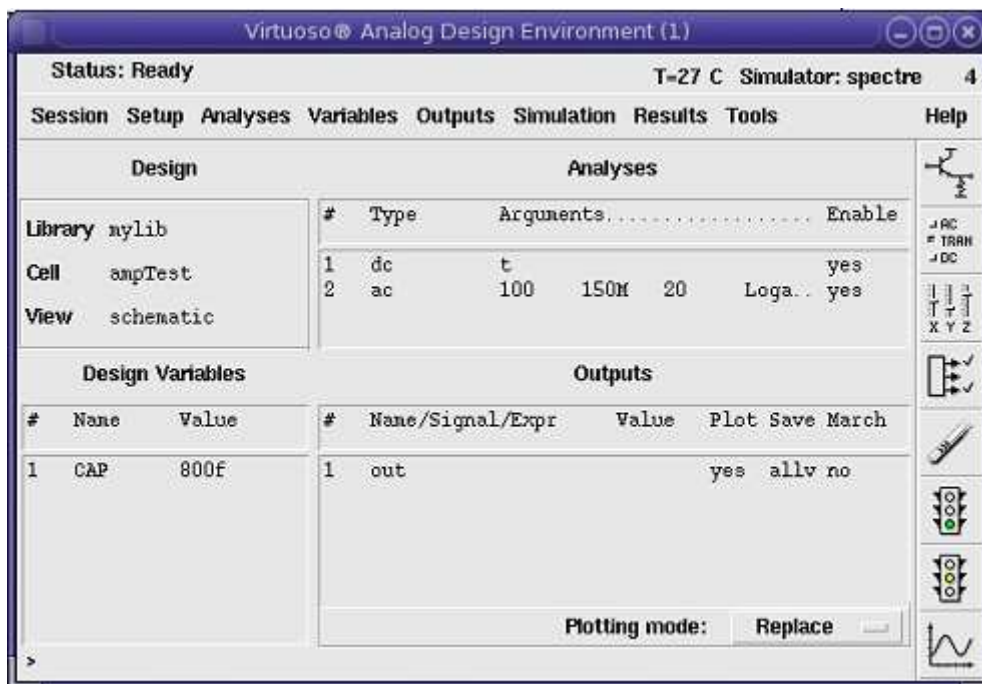 Virtuoso® Analog Design Environment (1)
Status: Ready T=27 C Simulator: spectre 4
Session Setup Analyses Variables Outputs Simulation Results Tools Help
Design
Library mylib
Cell ampTest
View schematic
Analyses
# Type Arguments................... Enable
1 dc t yes
2 ac 100 150M 20 Loga.. yes
Design Variables
# Name Value
1 CAP 800f
Outputs
# Name/Signal/Expr Value Plot Save March
1 out yes allv no
Plotting mode: Replace
>
AC
TRAN
DC
X Y Z